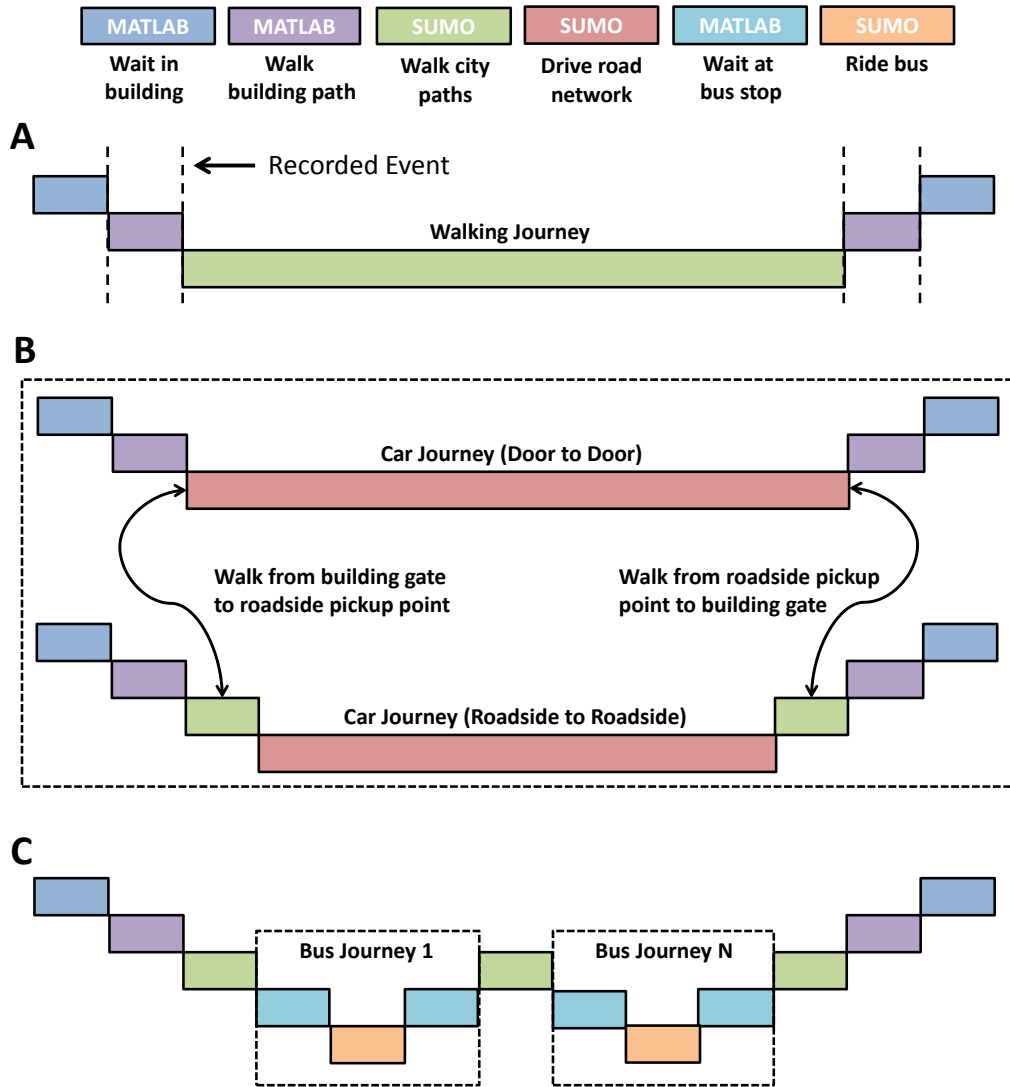 MATLAB MATLAB SUMO SUMO MATLAB SUMO
Wait in building
Walk building path
Walk city paths
Drive road network
Wait at bus stop
Ride bus
A
Recorded Event
Walking Journey
B
Car Journey (Door to Door)
Walk from building gate
to roadside pickup point
Walk from roadside pickup
point to building gate
Car Journey (Roadside to Roadside)
C
Bus Journey 1
Bus Journey N